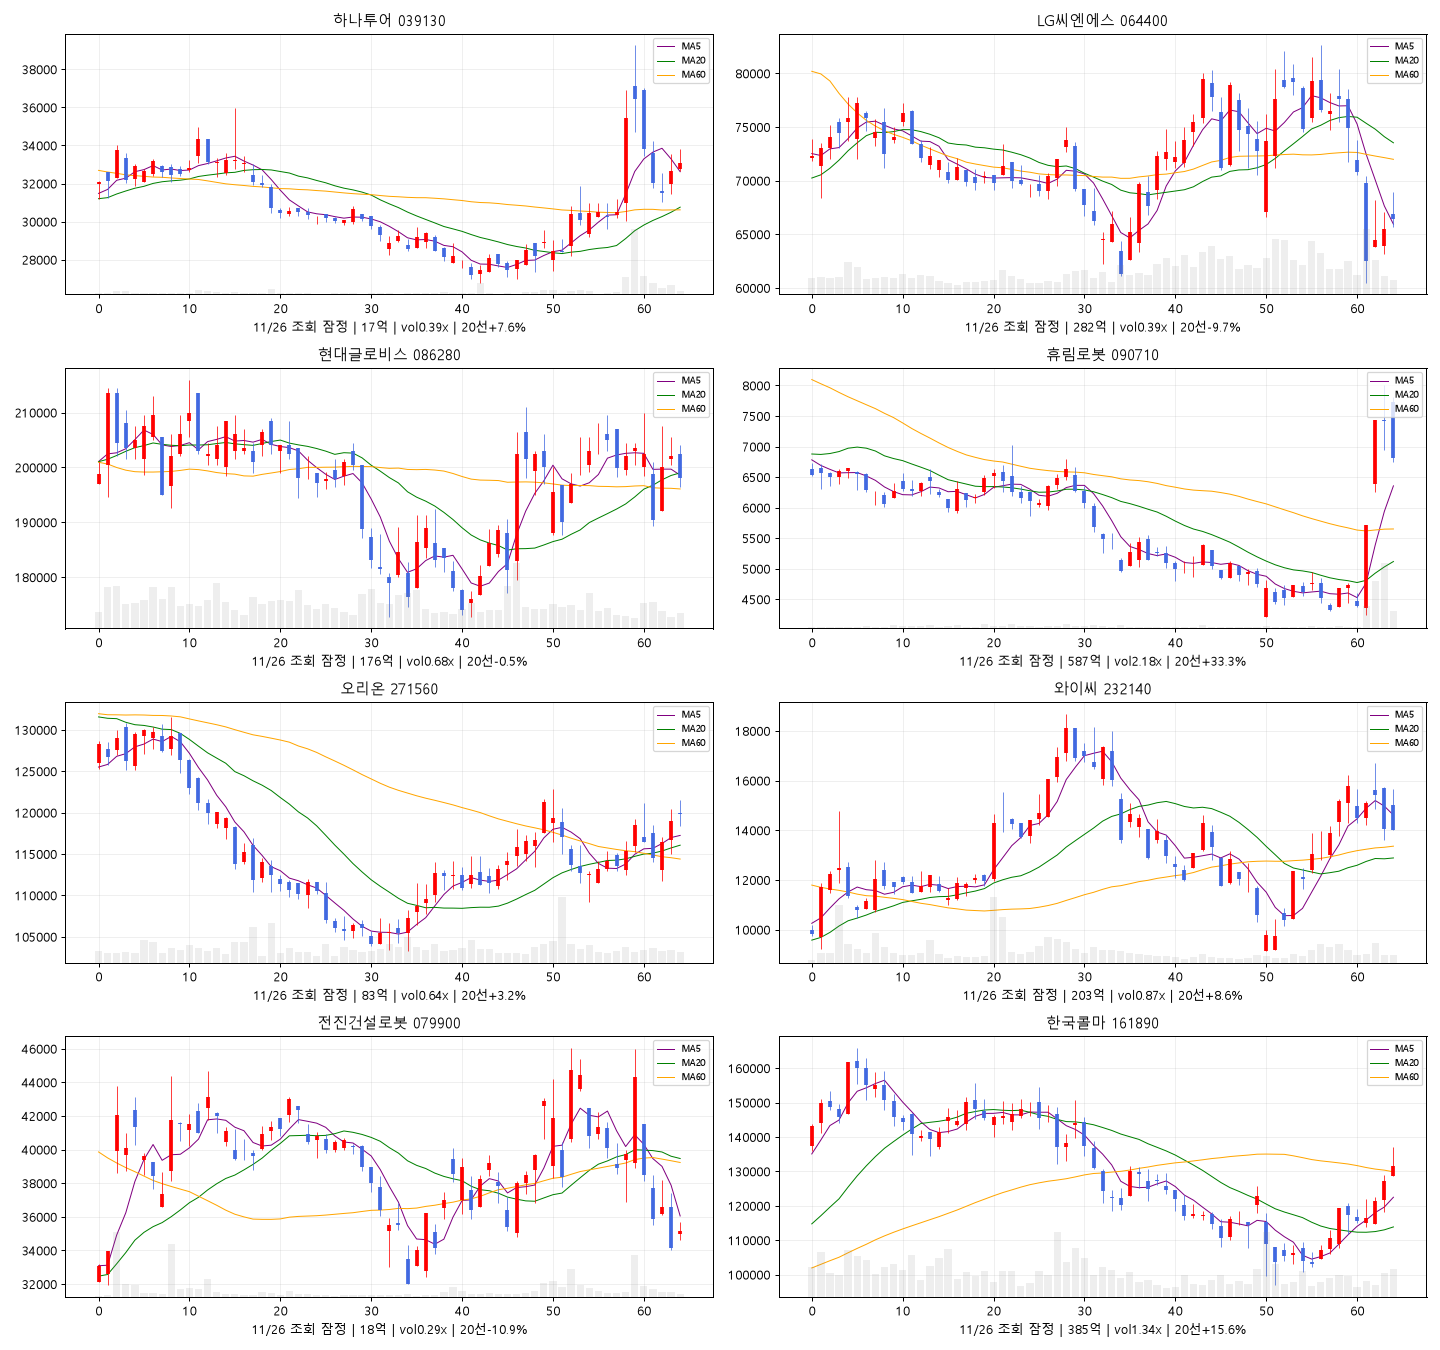 하나투어 039130
MA5
MA20
MA60
38000
36000
34000
32000
30000
28000
0 10 20 30 40 50 60
11/26 조회 잠정 | 17억 | vol0.39x | 20선+7.6%
LG씨엔에스 064400
MA5
MA20
MA60
80000
75000
70000
65000
60000
0 10 20 30 40 50 60
11/26 조회 잠정 | 282억 | vol0.39x | 20선-9.7%
현대글로비스 086280
MA5
MA20
MA60
210000
200000
190000
180000
0 10 20 30 40 50 60
11/26 조회 잠정 | 176억 | vol0.68x | 20선-0.5%
휴림로봇 090710
MA5
MA20
MA60
8000
7500
7000
6500
6000
5500
5000
4500
0 10 20 30 40 50 60
11/26 조회 잠정 | 587억 | vol2.18x | 20선+33.3%
오리온 271560
MA5
MA20
MA60
130000
125000
120000
115000
110000
105000
0 10 20 30 40 50 60
11/26 조회 잠정 | 83억 | vol0.64x | 20선+3.2%
와이씨 232140
MA5
MA20
MA60
18000
16000
14000
12000
10000
0 10 20 30 40 50 60
11/26 조회 잠정 | 203억 | vol0.87x | 20선+8.6%
전진건설로봇 079900
MA5
MA20
MA60
46000
44000
42000
40000
38000
36000
34000
32000
0 10 20 30 40 50 60
11/26 조회 잠정 | 18억 | vol0.29x | 20선-10.9%
한국콜마 161890
MA5
MA20
MA60
160000
150000
140000
130000
120000
110000
100000
0 10 20 30 40 50 60
11/26 조회 잠정 | 385억 | vol1.34x | 20선+15.6%